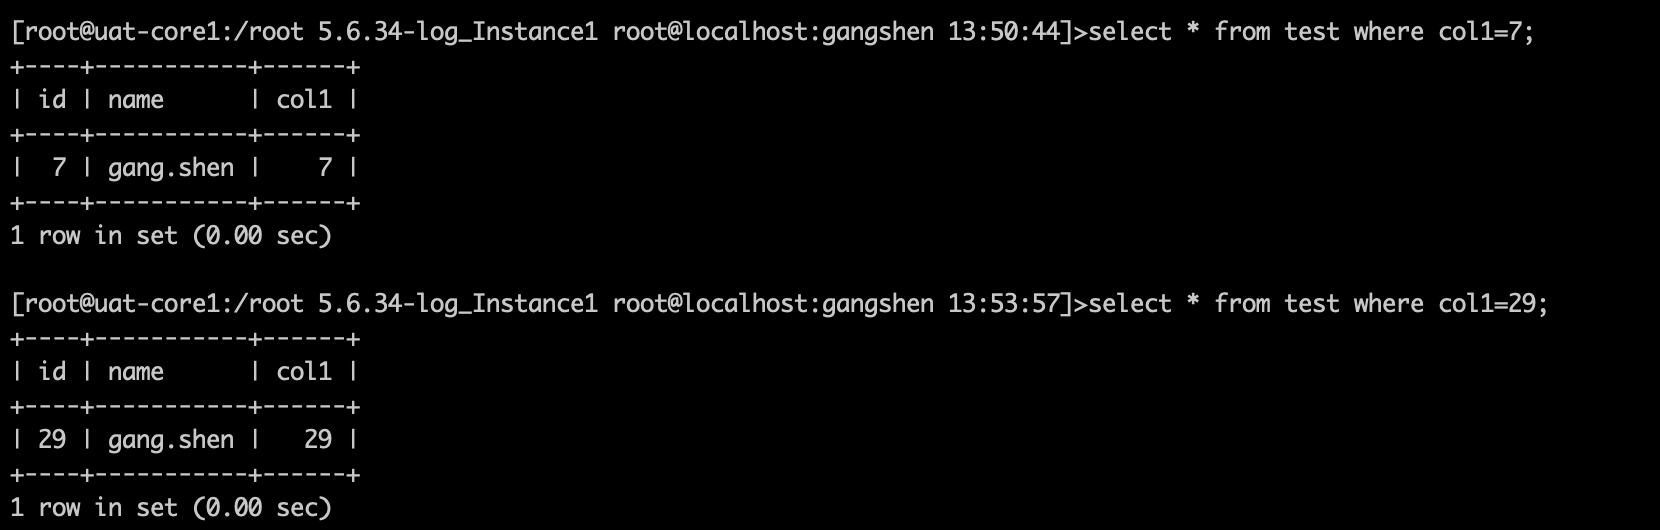 [root@uat-core1:/root 5.6.34-log_Instance1 root@localhost:gangshen 13:50:44]>select * from test where col1=7;
+----+-----------+------+
| id | name      | col1 |
+----+-----------+------+
|  7 | gang.shen |    7 |
+----+-----------+------+
1 row in set (0.00 sec)

[root@uat-core1:/root 5.6.34-log_Instance1 root@localhost:gangshen 13:53:57]>select * from test where col1=29;
+----+-----------+------+
| id | name      | col1 |
+----+-----------+------+
| 29 | gang.shen |   29 |
+----+-----------+------+
1 row in set (0.00 sec)